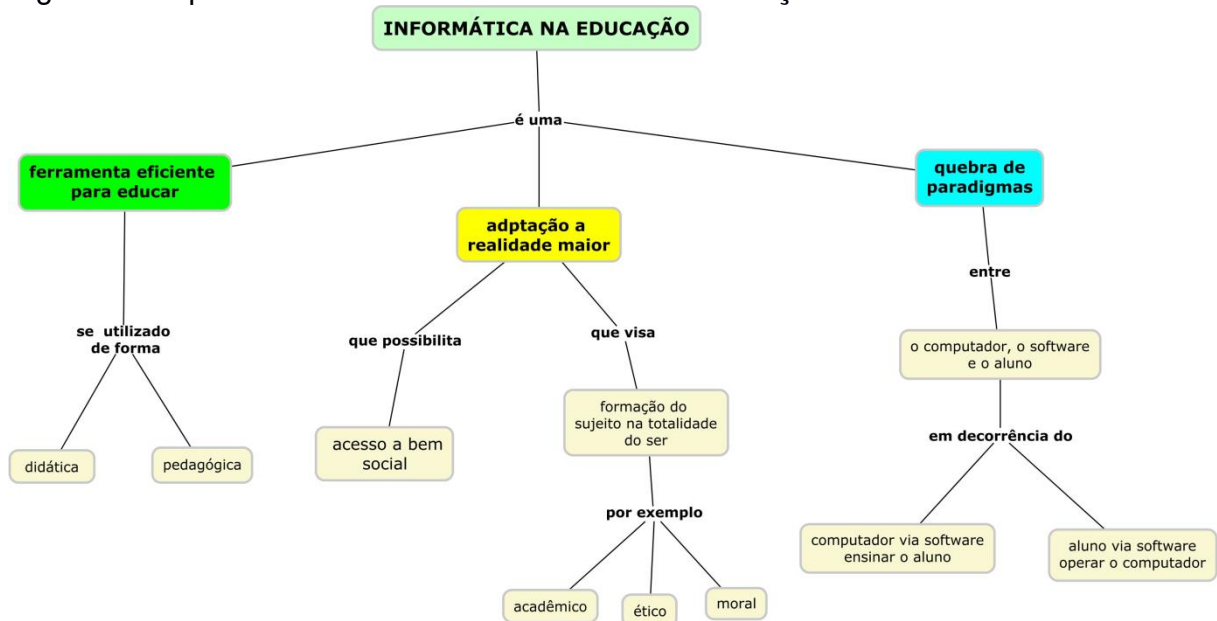 INFORMÁTICA NA EDUCAÇÃO
é uma
ferramenta eficiente
para educar
quebra de
paradigmas
adptação a
realidade maior
entre
se utilizado
de forma
que possibilita
que visa
o computador, o software
e o aluno
formação do
sujeito na totalidade
do ser
acesso a bem
social
em decorrência do
didática
pedagógica
por exemplo
computador via software
ensinar o aluno
aluno via software
operar o computador
acadêmico
ético
moral